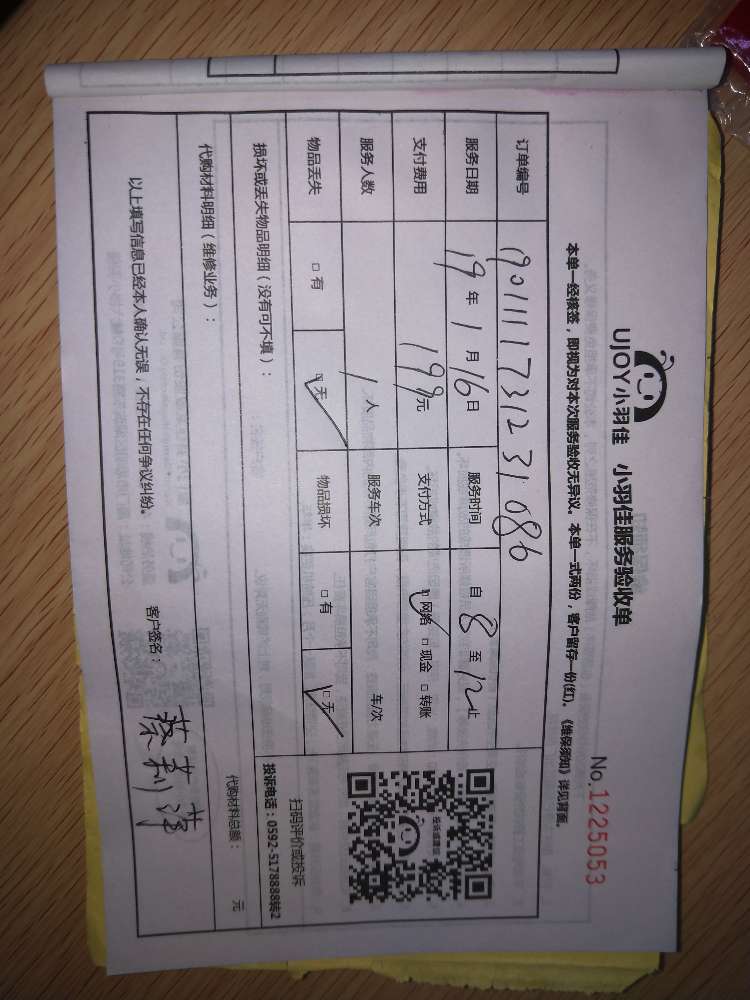 UJOY小羽佳 小羽佳服务验收单
No.1225053
本单一经核签，即视为对本次服务验收无异议。本单一式两份，客户留存一份(红)。《维保须知》详见背面。
订单编号 1901111731231086
服务日期 19年1月16日 服务时间 自8至12止
支付费用 199元 支付方式 ☑网络 □现金 □转账
服务人数 1人 服务车次 车/次
物品丢失 □有 ☑无 物品损坏 □有 ☑无
投诉或建议
扫码评价或投诉
投诉电话：0592-5178888转2
损坏或丢失物品明细（没有可不填）：
代购材料明细（维修业务）： 代购材料总额： 元
以上填写信息已经本人确认无误，不存在任何争议纠纷。 客户签名：